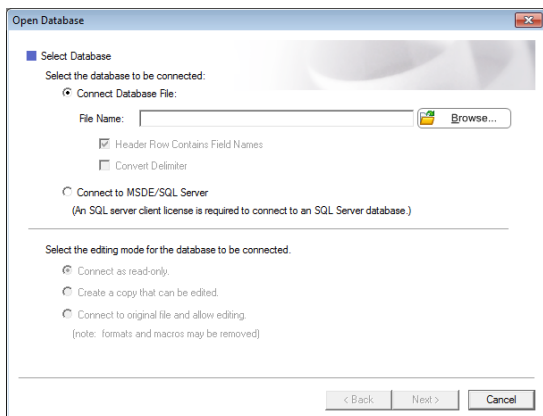 Open Database
Select Database
Select the database to be connected:
Connect Database File:
File Name:
Browse...
Header Row Contains Field Names
Convert Delimiter
Connect to MSDE/SQL Server
(An SQL server client license is required to connect to an SQL Server database.)
Select the editing mode for the database to be connected.
Connect as read-only.
Create a copy that can be edited.
Connect to original file and allow editing.
(note: formats and macros may be removed)
< Back
Next >
Cancel